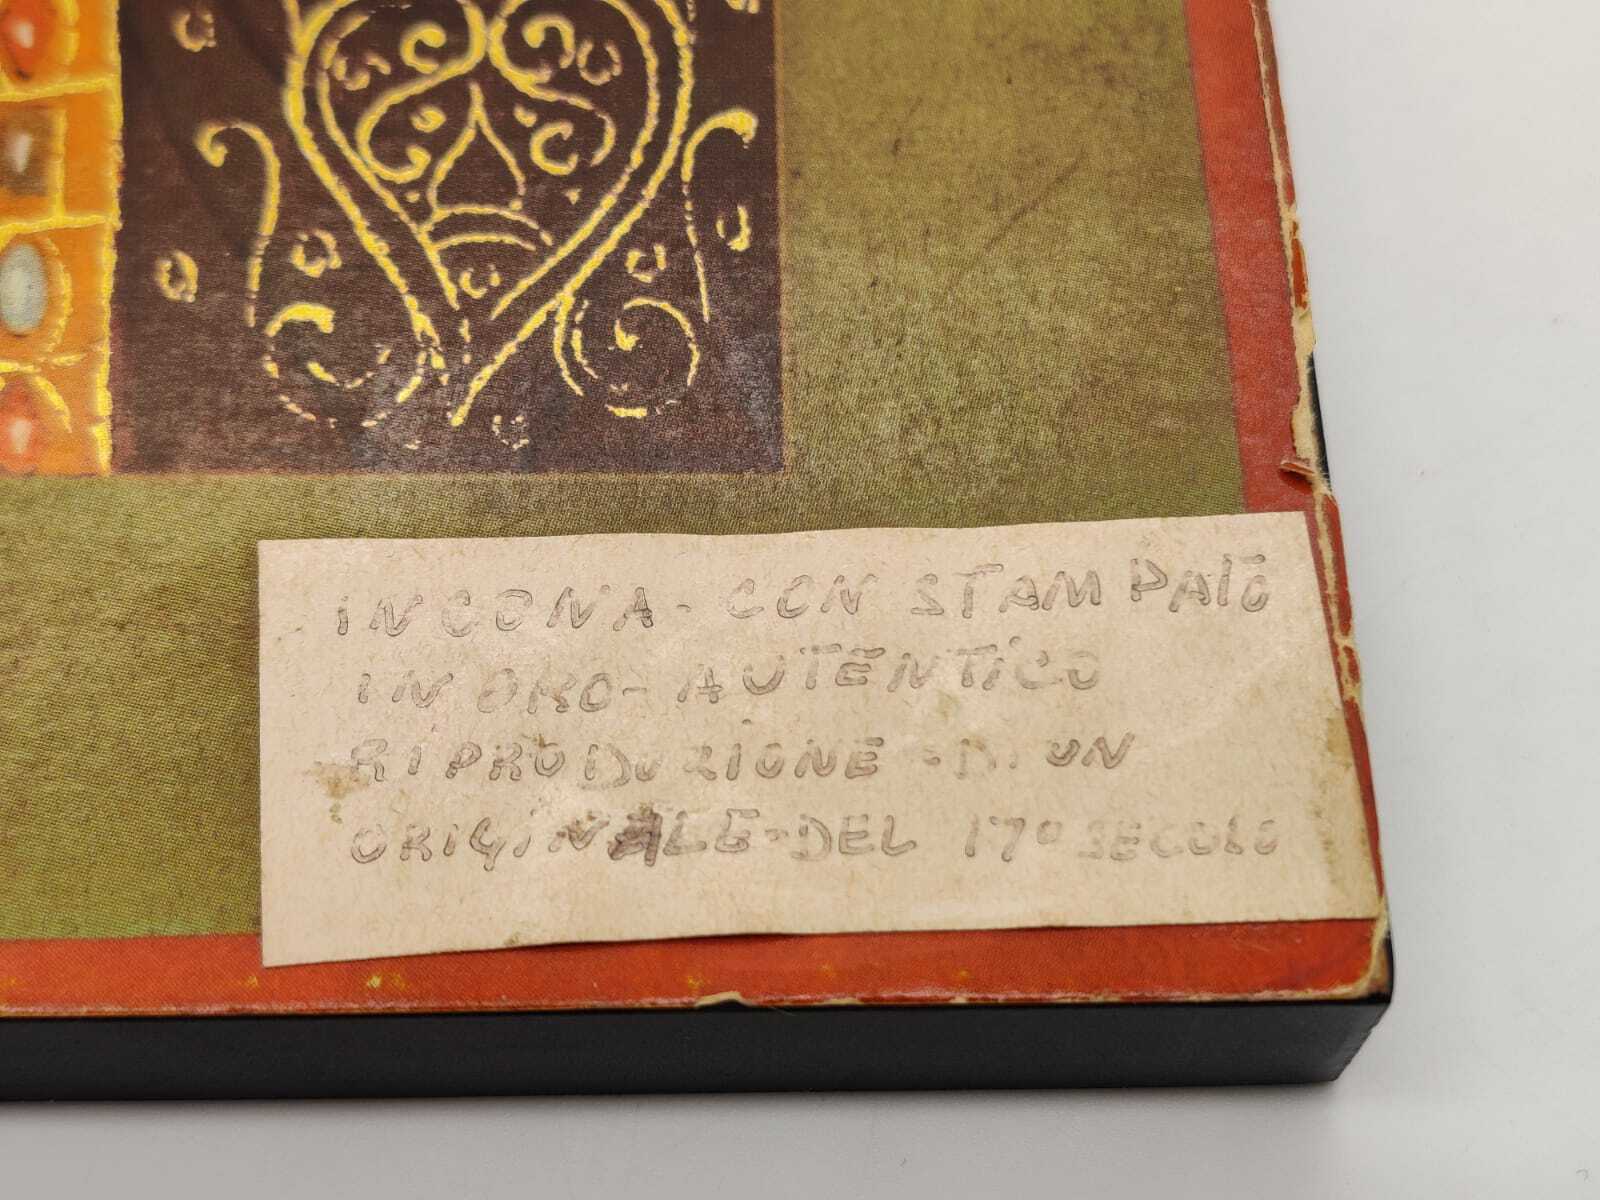 INCONA - CON STAMPATO
IN ORO - AUTENTICO
RIPRODUZIONE - DI UN
ORIGINALE - DEL 17° SECOLO